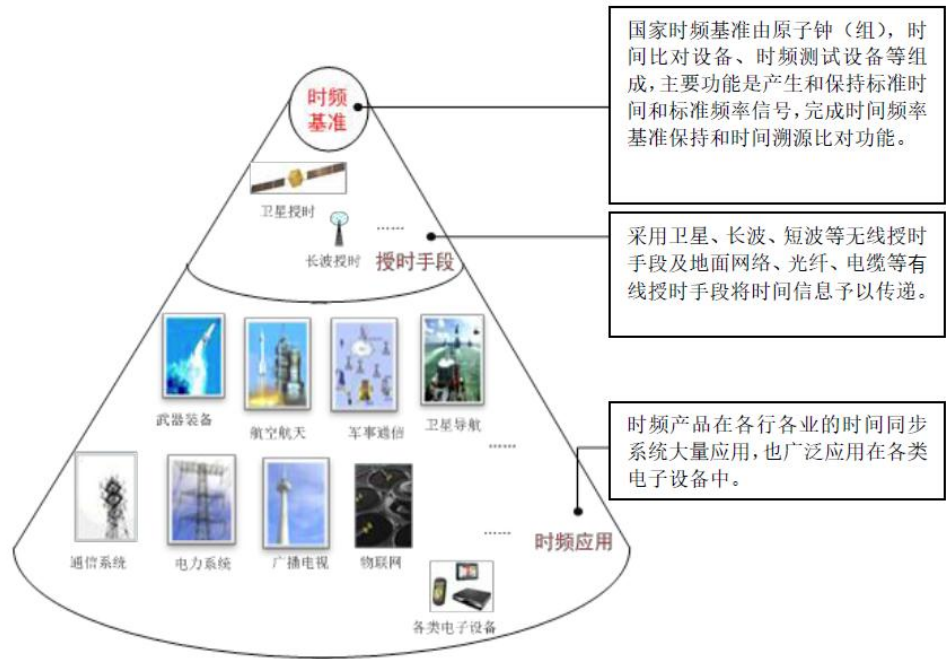 时频
基准
国家时频基准由原子钟（组），时
间比对设备、时频测试设备等组
成，主要功能是产生和保持标准
时间和标准频率信号，完成时间频率
基准保持和时间溯源比对功能。
卫星授时
……
长波授时
授时手段
采用卫星、长波、短波等无线授时
手段及地面网络、光纤、电缆等有
线授时手段将时间信息予以传递。
武器装备
航空航天
军事通信
卫星导航
……
时频产品在各行各业的时间同步
系统大量应用，也广泛应用在各类
电子设备中。
通信系统
电力系统
广播电视
物联网
……
时频应用
各类电子设备